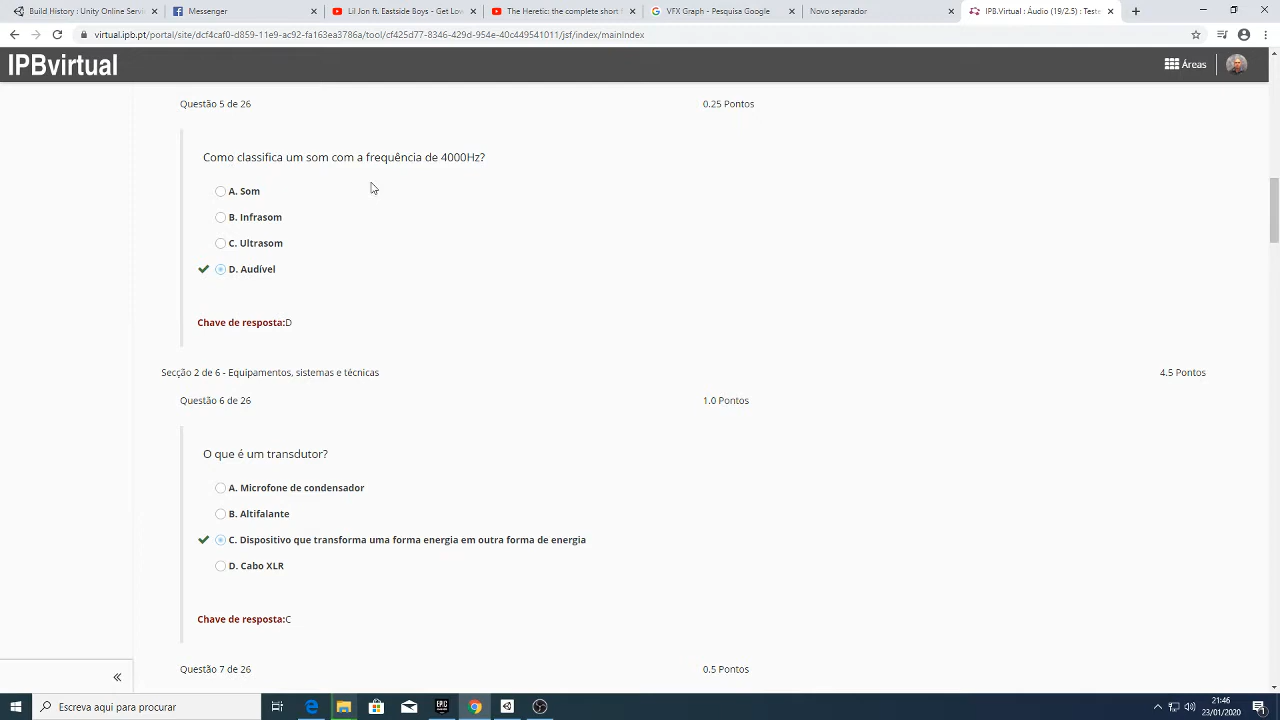 Build History : Unity Online Servi
Messenger
Lil Jon ft. Eastside Boys - Get Lov
The Heretic: the complete short f
VFX Graph - Pesquisa Google
Novo separador
IPB.Virtual : Áudio (19/2.5) : Teste
virtual.ipb.pt/portal/site/dcf4caf0-d859-11e9-ac92-fa163ea3786a/tool/cf425d77-8346-429d-954e-40c449541011/jsf/index/mainIndex
IPBvirtual
Áreas
Questão 5 de 26
0.25 Pontos
Como classifica um som com a frequência de 4000Hz?
A. Som
B. Infrasom
C. Ultrasom
D. Audível
Chave de resposta:D
Secção 2 de 6 - Equipamentos, sistemas e técnicas
4.5 Pontos
Questão 6 de 26
1.0 Pontos
O que é um transdutor?
A. Microfone de condensador
B. Altifalante
C. Dispositivo que transforma uma forma energia em outra forma de energia
D. Cabo XLR
Chave de resposta:C
Questão 7 de 26
0.5 Pontos
Escreva aqui para procurar
EPIC
21:46
23/01/2020
1